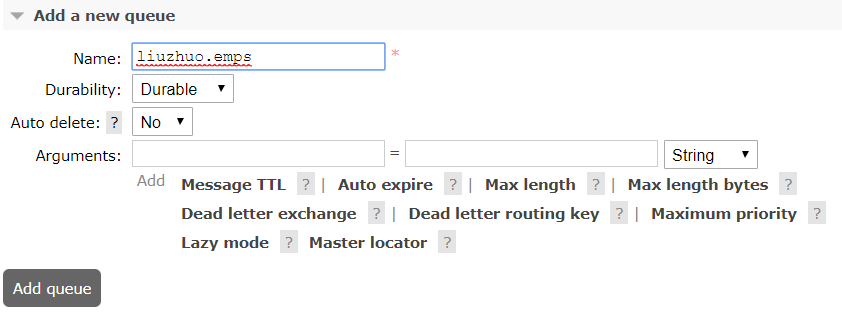 Add a new queue
Name: liuzhuo.emps *
Durability: Durable
Auto delete: ? No
Arguments: = String
Add Message TTL ? | Auto expire ? | Max length ? | Max length bytes ?
Dead letter exchange ? | Dead letter routing key ? | Maximum priority ?
Lazy mode ? Master locator ?
Add queue